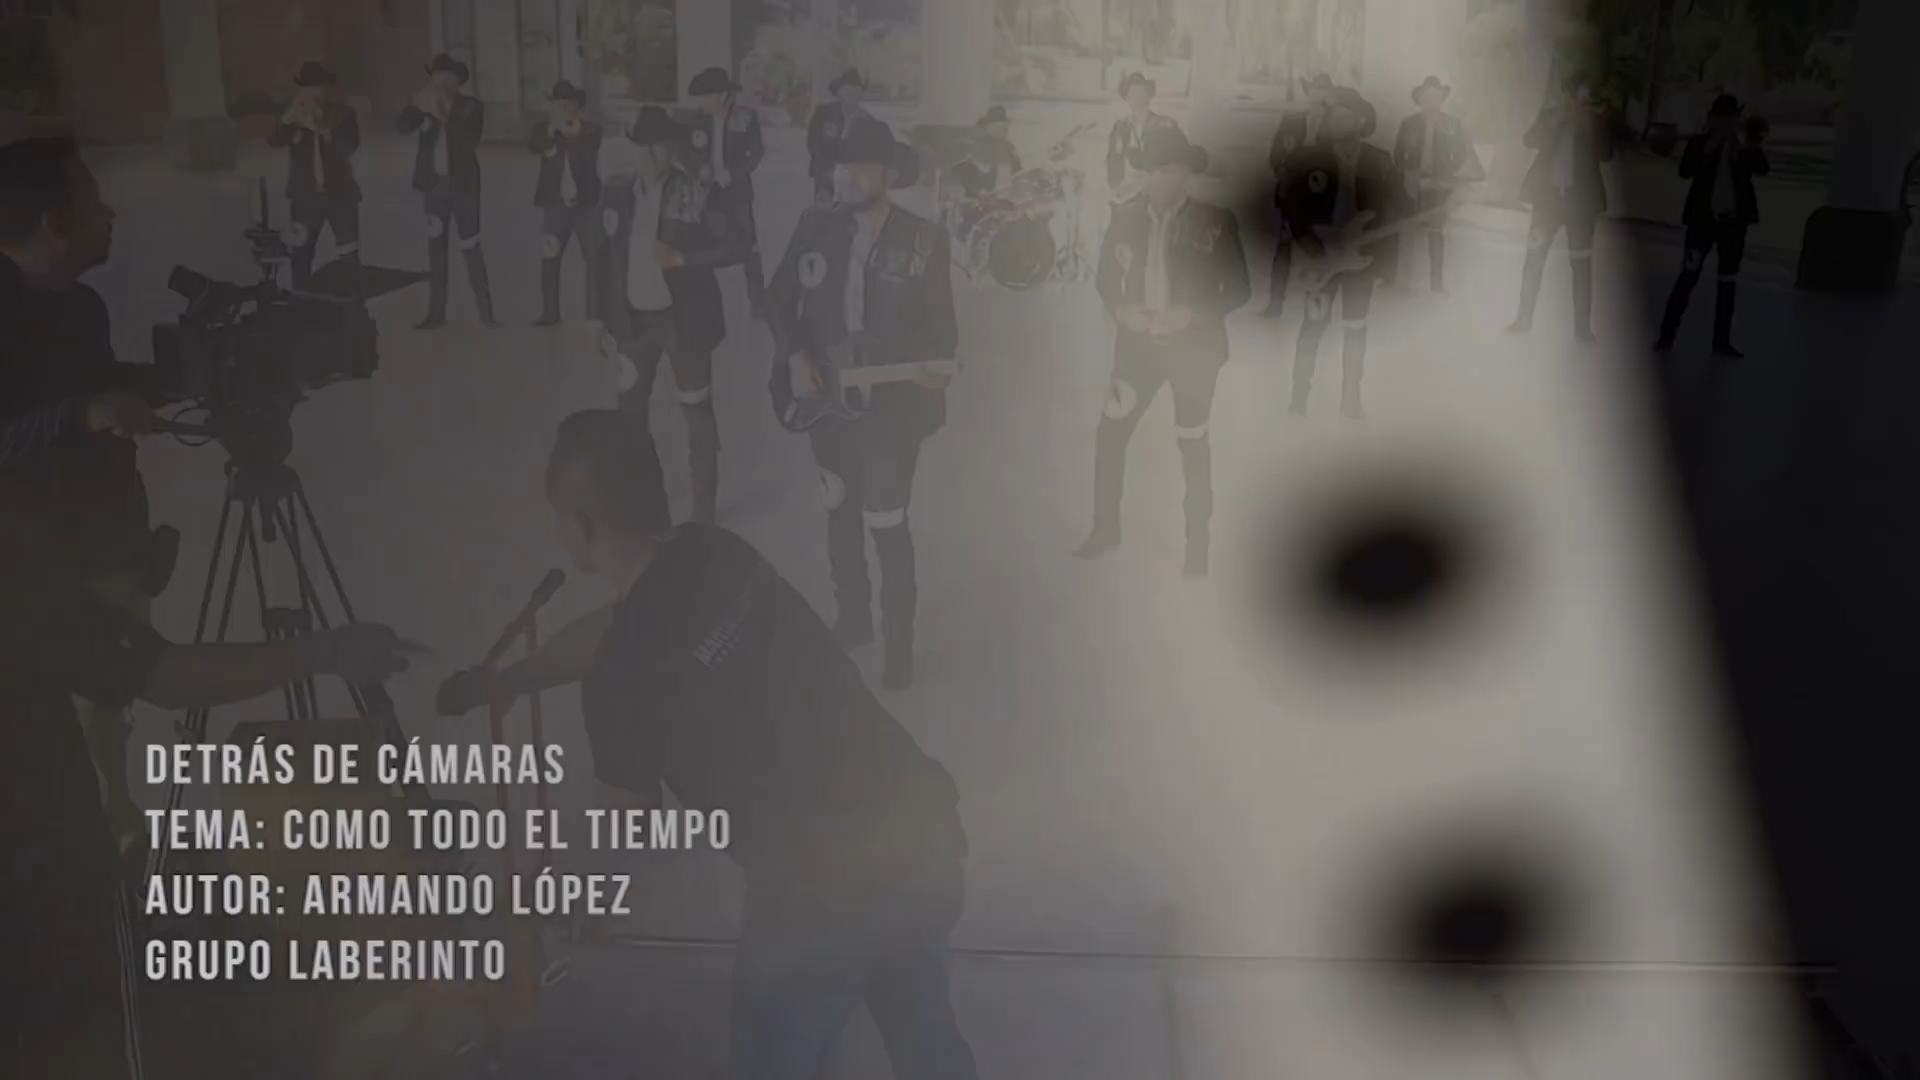 DETRÁS DE CÁMARAS
TEMA: COMO TODO EL TIEMPO
AUTOR: ARMANDO LÓPEZ
GRUPO LABERINTO